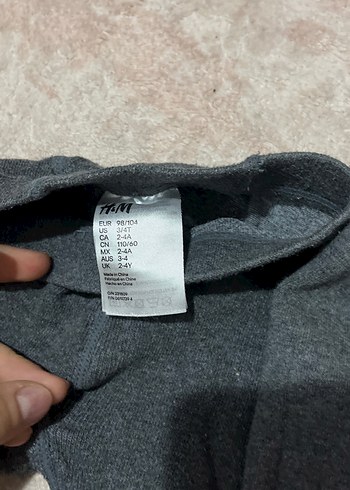 H&M
EUR 98/104
US 3/4T
CA 2-4A
CN 110/60
MX 2-4A
AUS 3-4
UK 2-4Y
Made in China
Fabriqué en Chine
Hecho en China